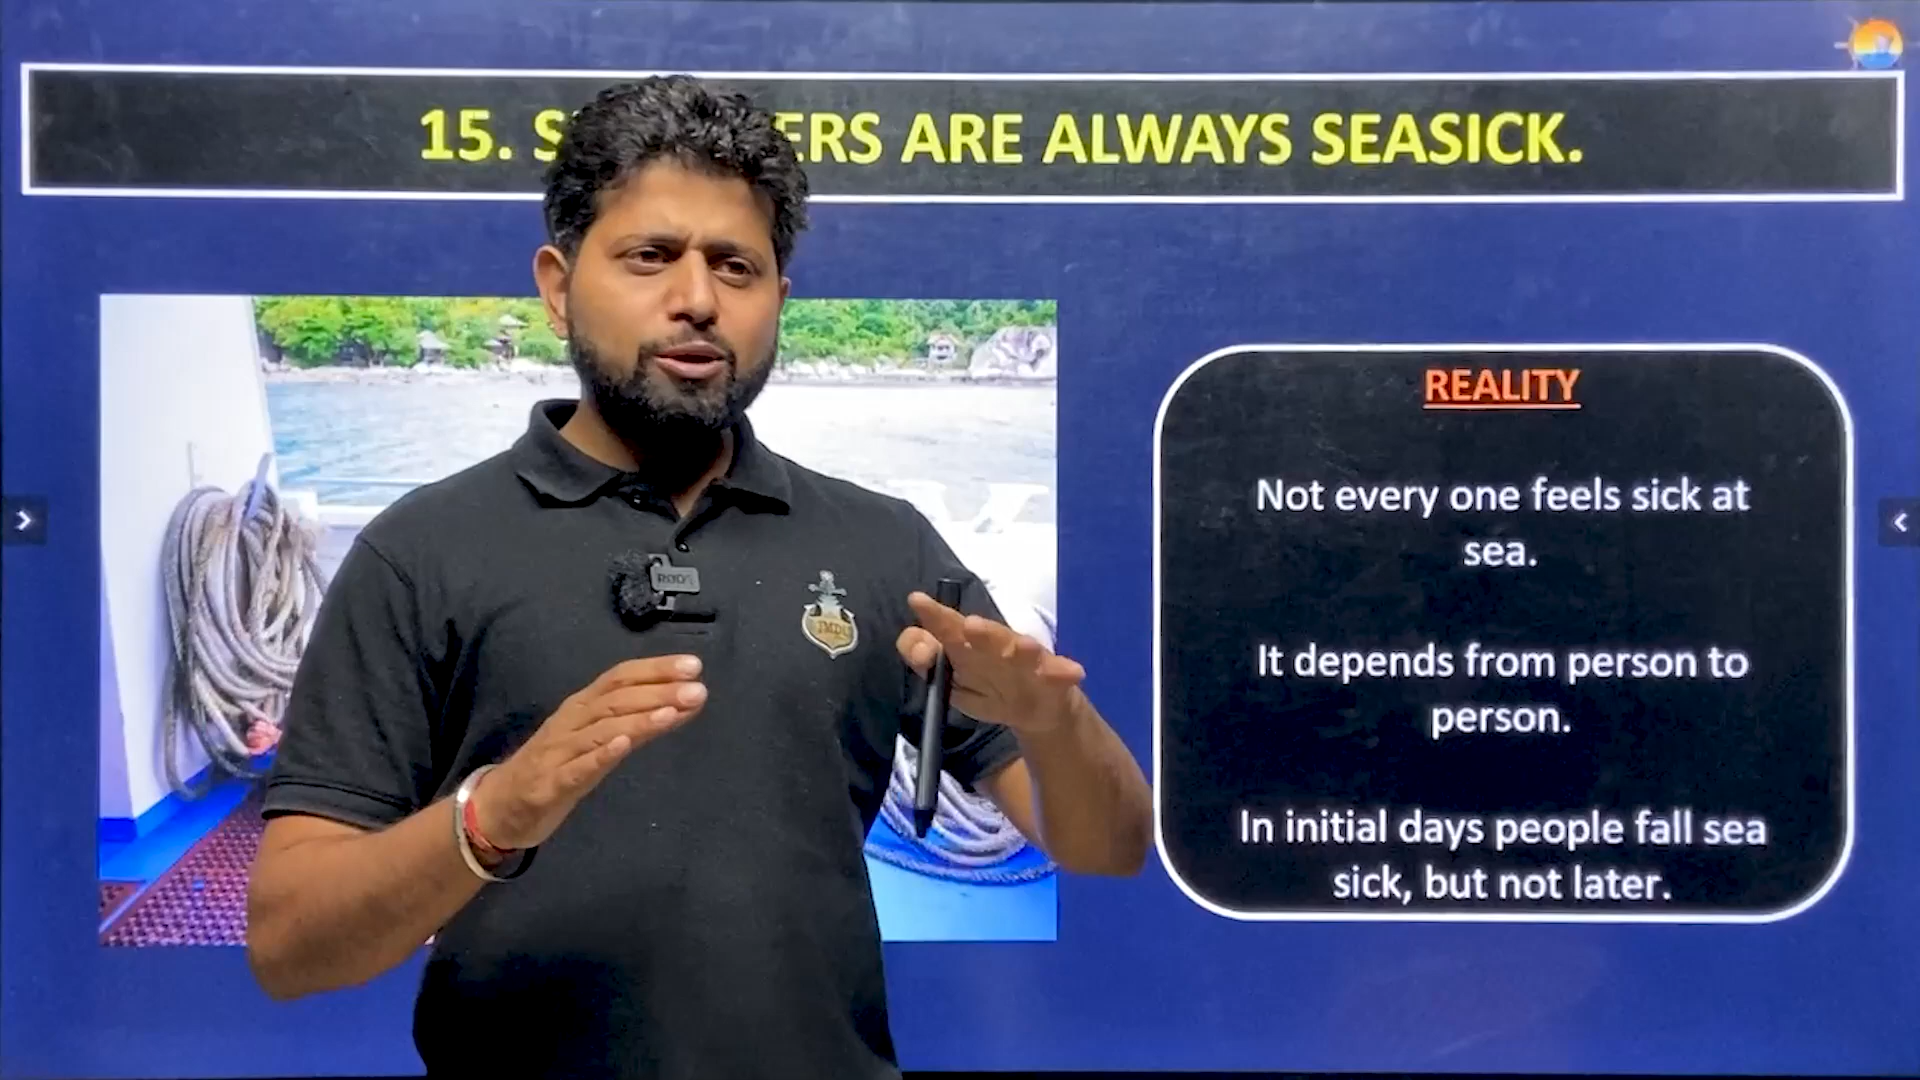 15. S ERS ARE ALWAYS SEASICK.
REALITY
Not every one feels sick at
sea.
It depends from person to
person.
In initial days people fall sea
sick, but not later.
RØDE